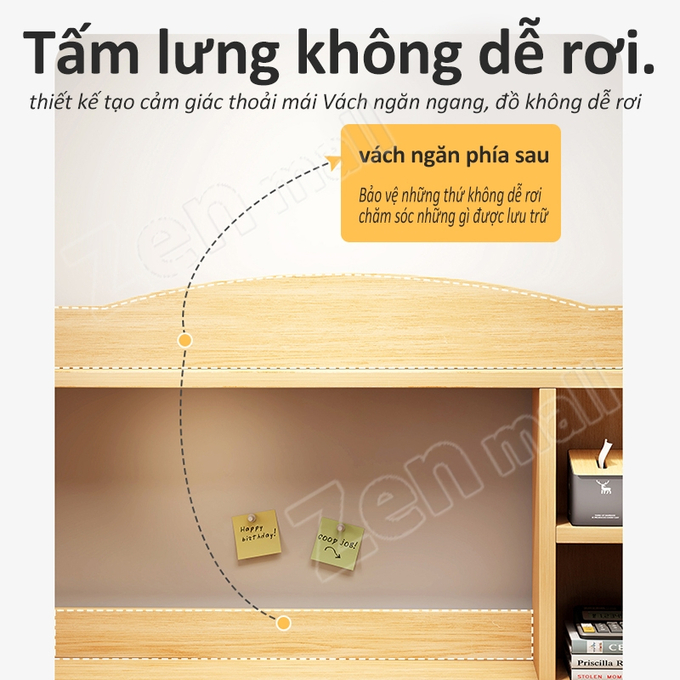 Tấm lưng không dễ rơi.
thiết kế tạo cảm giác thoải mái Vách ngăn ngang, đồ không dễ rơi
vách ngăn phía sau
Bảo vệ những thứ không dễ rơi
chăm sóc những gì được lưu trữ
Zen mall
Zen mall
Happy
birthday!
GOOD JOB!
CE
Priscilla R
STOLEN MOM